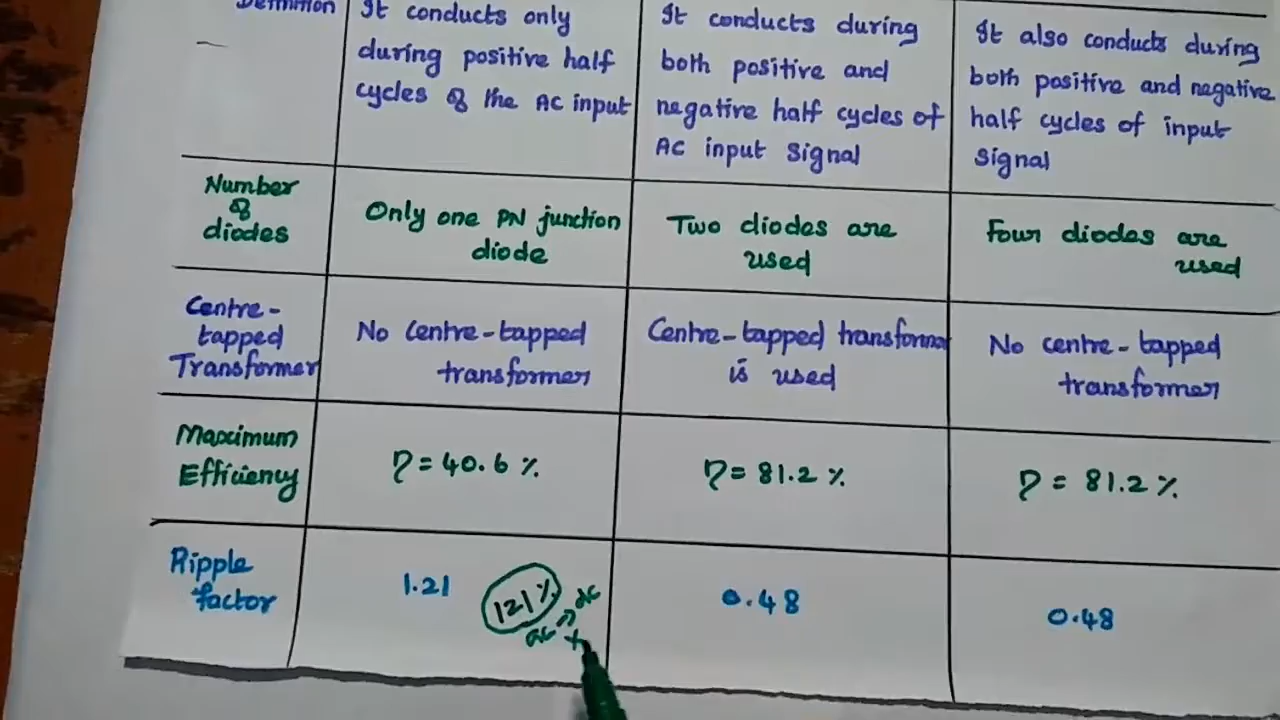 Definition
It conducts only
during positive half
cycles of the AC input
It conducts during
both positive and
negative half cycles of
AC input signal
It also conducts during
both positive and negative
half cycles of input
signal
Number
of
diodes
Only one PN junction
diode
Two diodes are
used
Four diodes are
used
Centre-
tapped
Transformer
No Centre-tapped
transformer
Centre-tapped transformer
is used
No centre-tapped
transformer
Maximum
Efficiency
η = 40.6 %
η = 81.2 %
η = 81.2 %
Ripple
factor
1.21
121%
ac dc
0.48
0.48